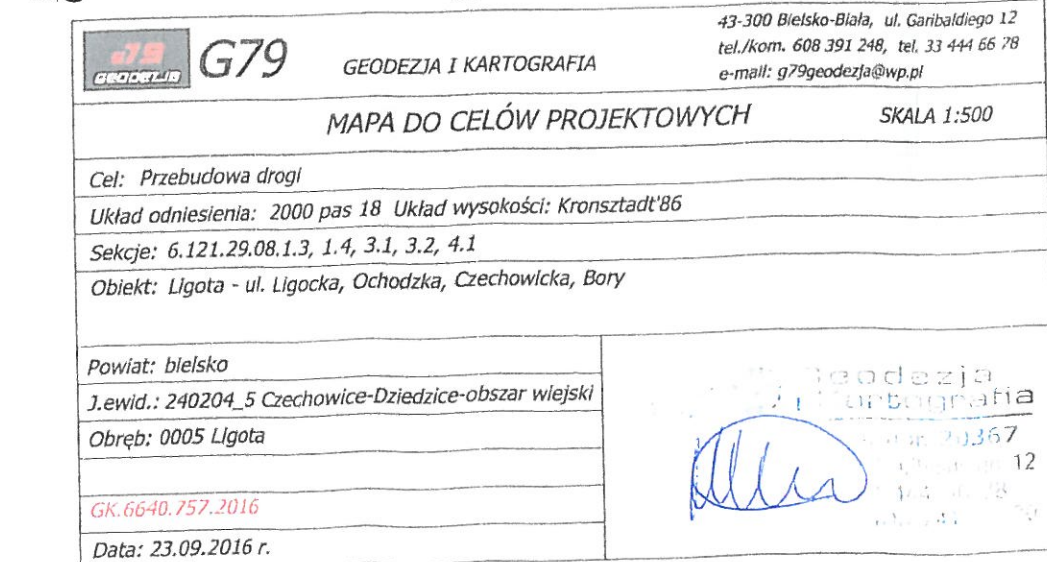 43-300 Bielsko-Biała, ul. Garibaldiego 12
tel./kom. 608 391 248, tel. 33 444 66 78
e-mail: g79geodezja@wp.pl
G79
GEODEZJA
G79
GEODEZJA I KARTOGRAFIA
MAPA DO CELÓW PROJEKTOWYCH SKALA 1:500
Cel: Przebudowa drogi
Układ odniesienia: 2000 pas 18 Układ wysokości: Kronsztadt'86
Sekcje: 6.121.29.08.1.3, 1.4, 3.1, 3.2, 4.1
Obiekt: Ligota - ul. Ligocka, Ochodzka, Czechowicka, Bory
Powiat: bielsko
J.ewid.: 240204_5 Czechowice-Dziedzice-obszar wiejski
Obręb: 0005 Ligota
GK.6640.757.2016
Data: 23.09.2016 r.
Geodezja
i Kartografia
20367
12